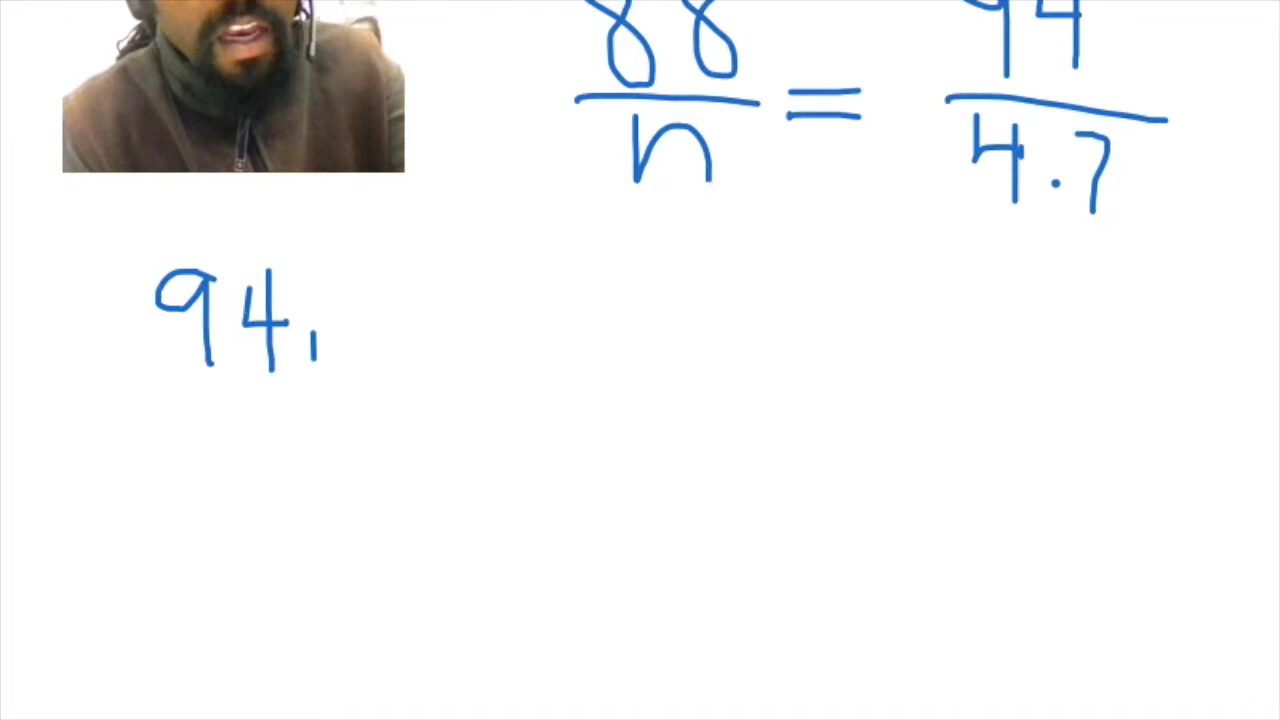 88 94
— = —
n 4.7
94,